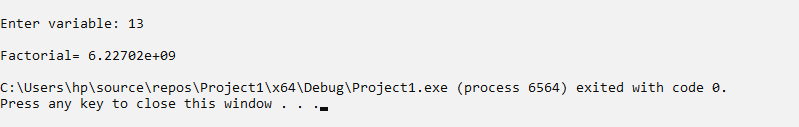 Enter variable: 13
Factorial= 6.22702e+09
C:\Users\hp\source\repos\Project1\x64\Debug\Project1.exe (process 6564) exited with code 0.
Press any key to close this window . . .